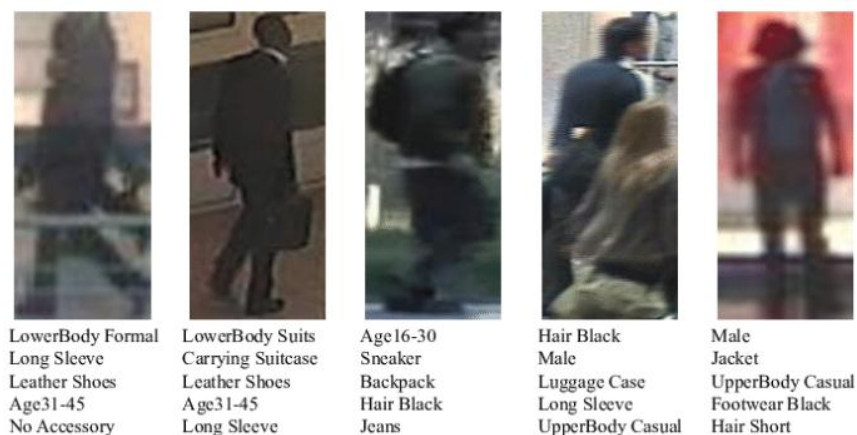 LowerBody Formal
Long Sleeve
Leather Shoes
Age31-45
No Accessory
LowerBody Suits
Carrying Suitcase
Leather Shoes
Age31-45
Long Sleeve
Age16-30
Sneaker
Backpack
Hair Black
Jeans
Hair Black
Male
Luggage Case
Long Sleeve
UpperBody Casual
Male
Jacket
UpperBody Casual
Footwear Black
Hair Short